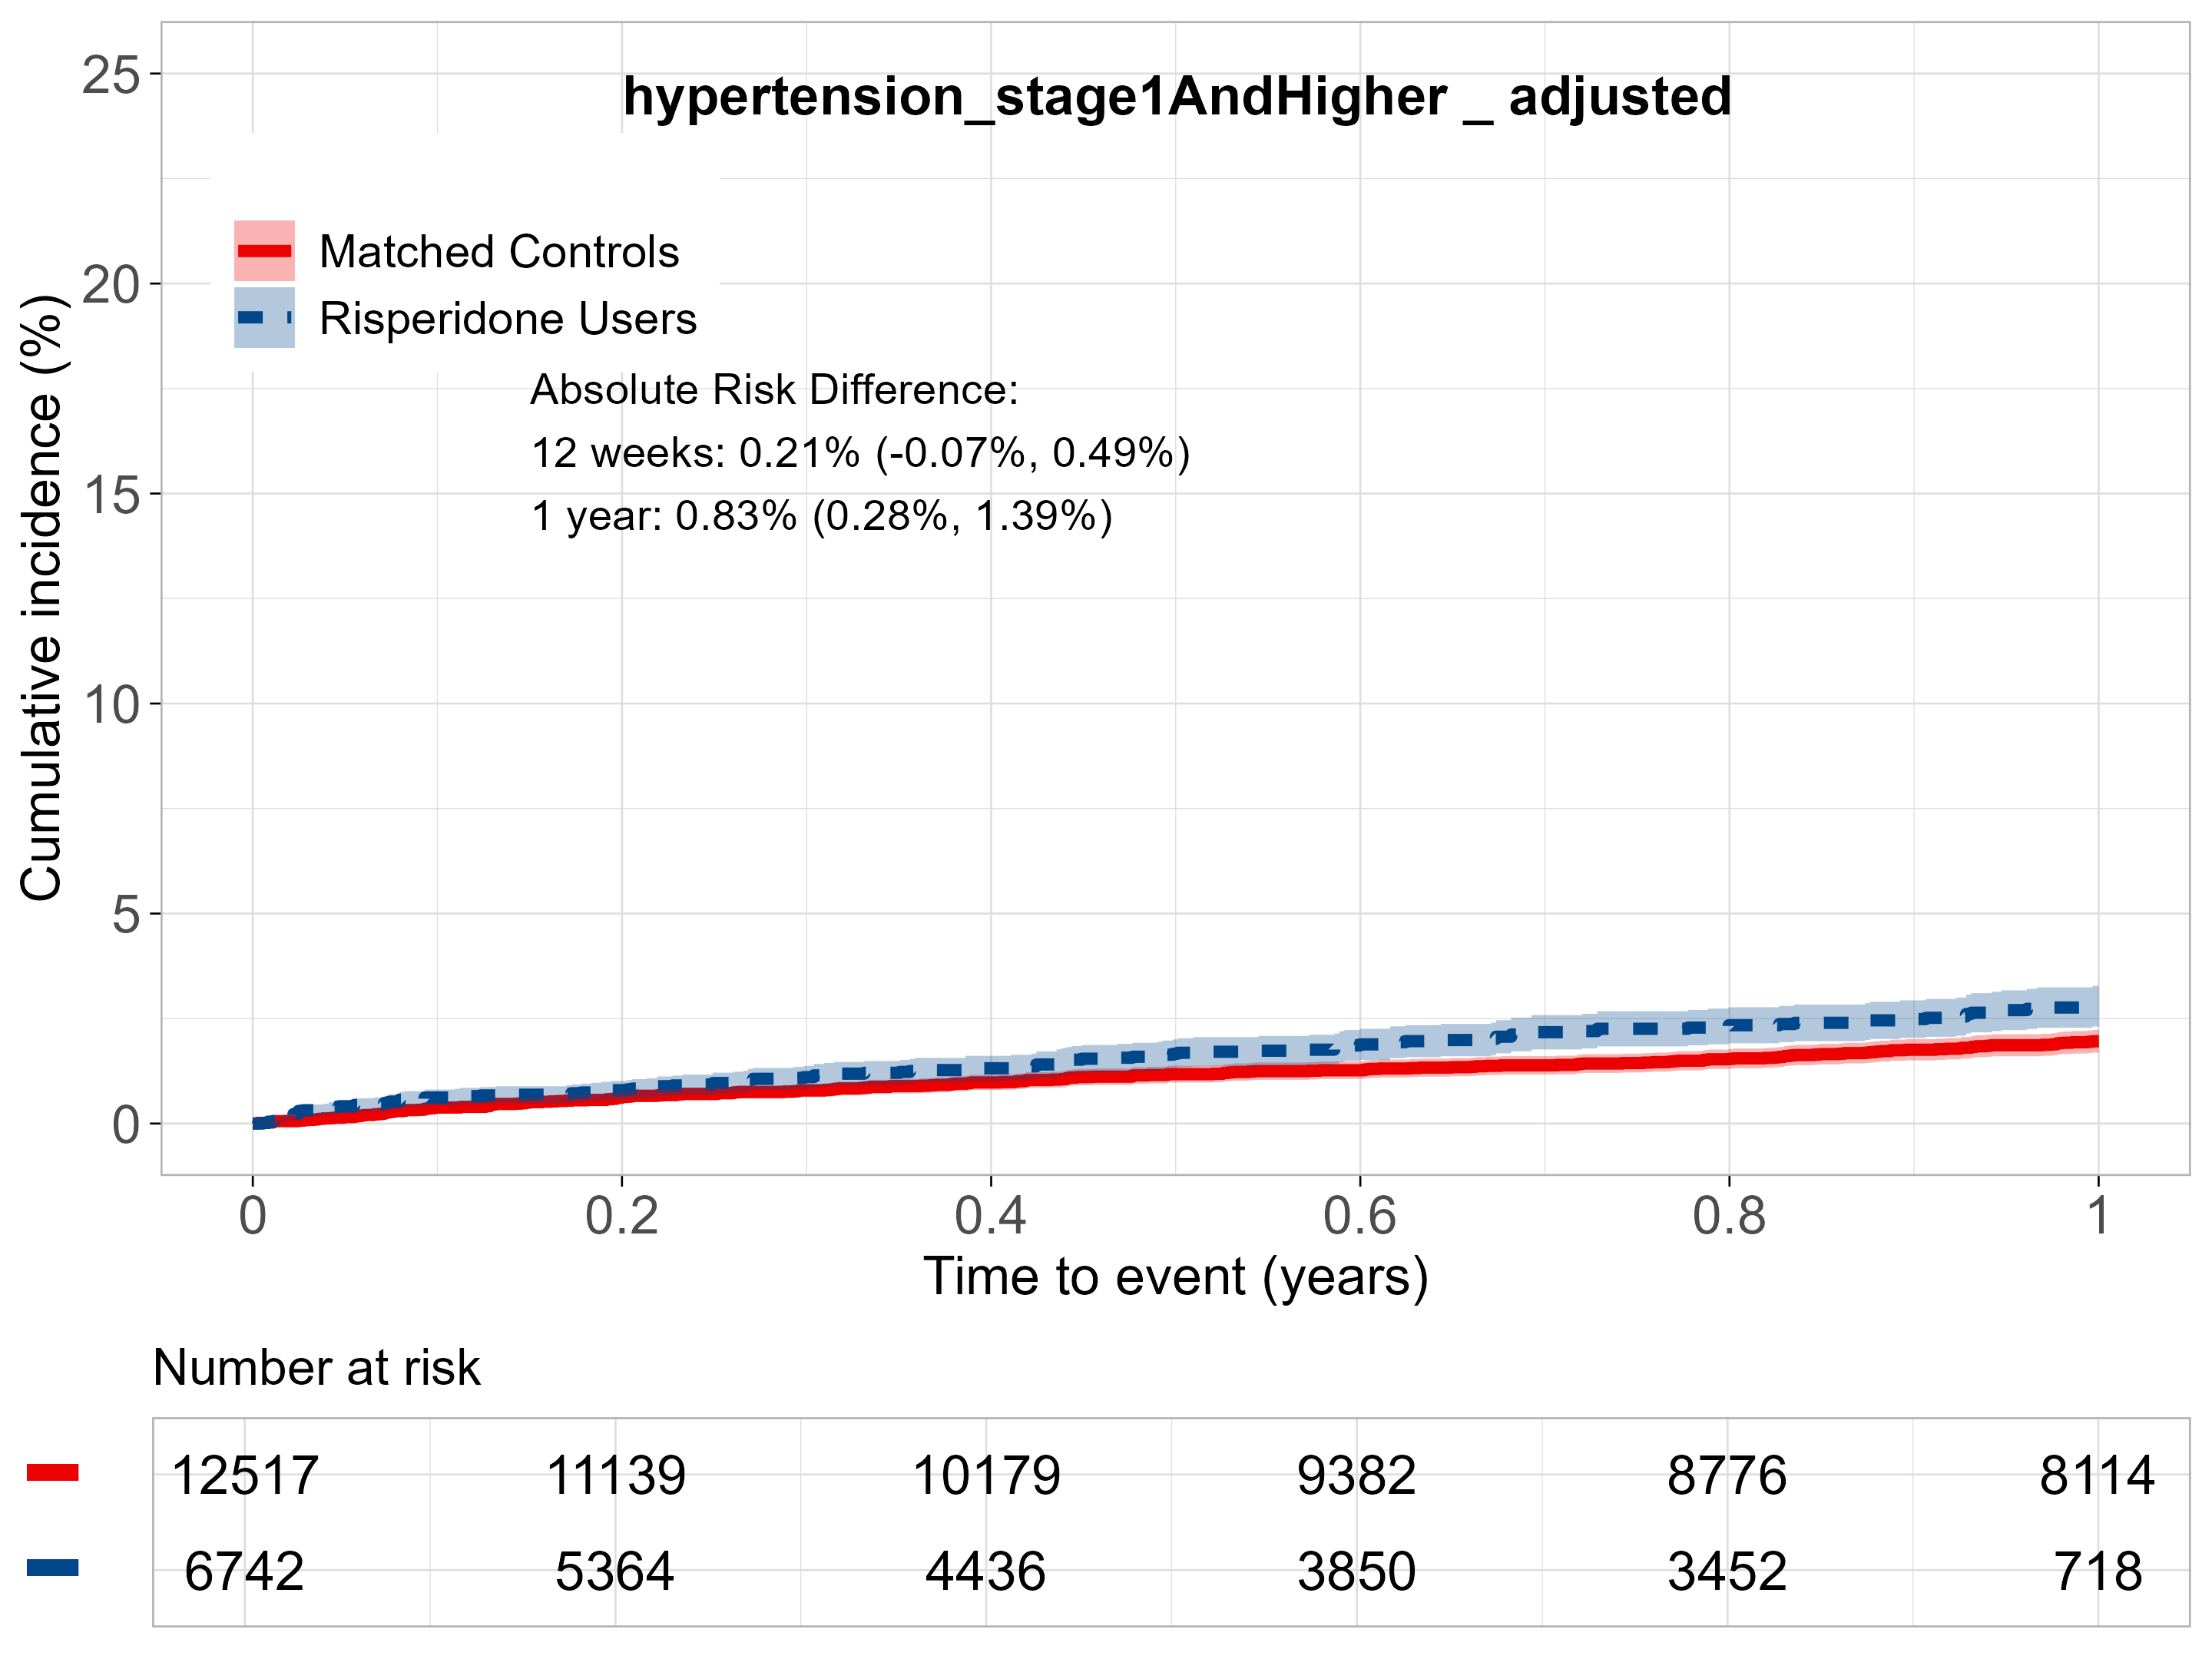 hypertension_stage1AndHigher _ adjusted
Matched Controls
Risperidone Users
Absolute Risk Difference:
12 weeks: 0.21% (-0.07%, 0.49%)
1 year: 0.83% (0.28%, 1.39%)
Cumulative incidence (%)
25
20
15
10
5
0
0 0.2 0.4 0.6 0.8 1
Time to event (years)
Number at risk
12517 11139 10179 9382 8776 8114
6742 5364 4436 3850 3452 718